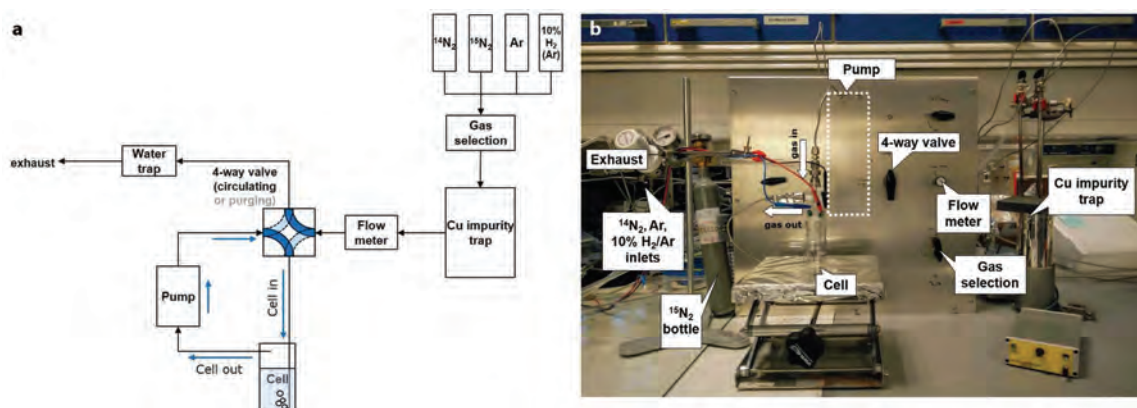 a
¹⁴N₂
¹⁵N₂
Ar
10%
H₂
(Ar)
Gas
selection
exhaust
Water
trap
4-way valve
(circulating
or purging)
Flow
meter
Cu impurity
trap
Pump
Cell in
Cell out
Cell
b
Pump
Exhaust
gas in
4-way valve
Cu impurity
trap
Flow
meter
gas out
¹⁴N₂, Ar,
10% H₂/Ar
inlets
Cell
Gas
selection
¹⁵N₂
bottle